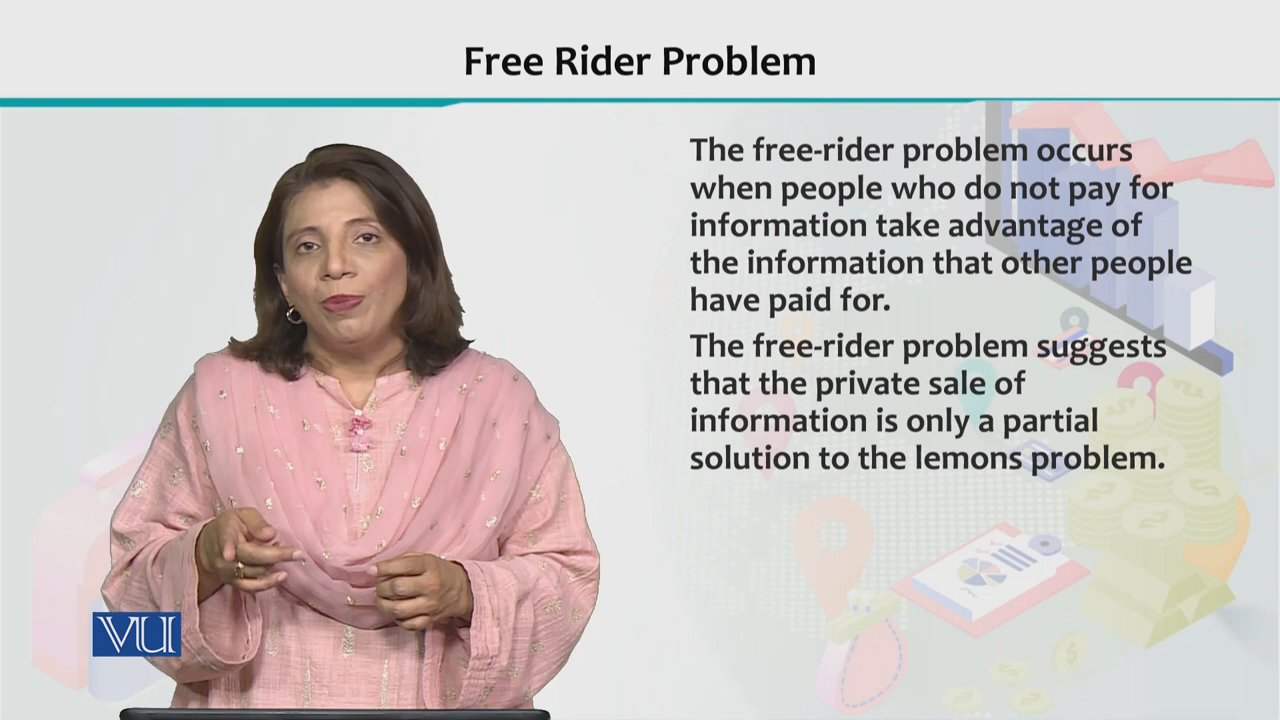 Free Rider Problem
The free-rider problem occurs
when people who do not pay for
information take advantage of
the information that other people
have paid for.
The free-rider problem suggests
that the private sale of
information is only a partial
solution to the lemons problem.
VU